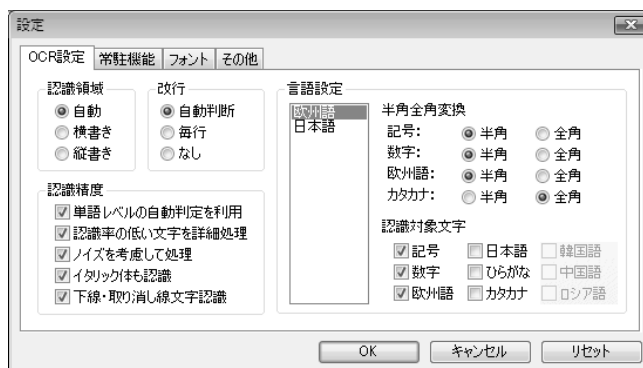 設定
OCR設定 常駐機能 フォント その他
認識領域
自動
横書き
縦書き
改行
自動判断
毎行
なし
認識精度
単語レベルの自動判定を利用
認識率の低い文字を詳細処理
ノイズを考慮して処理
イタリック体も認識
下線・取り消し線文字認識
言語設定
欧州語
日本語
半角全角変換
記号: 半角 全角
数字: 半角 全角
欧州語: 半角 全角
カタカナ: 半角 全角
認識対象文字
記号 日本語 韓国語
数字 ひらがな 中国語
欧州語 カタカナ ロシア語
OK キャンセル リセット